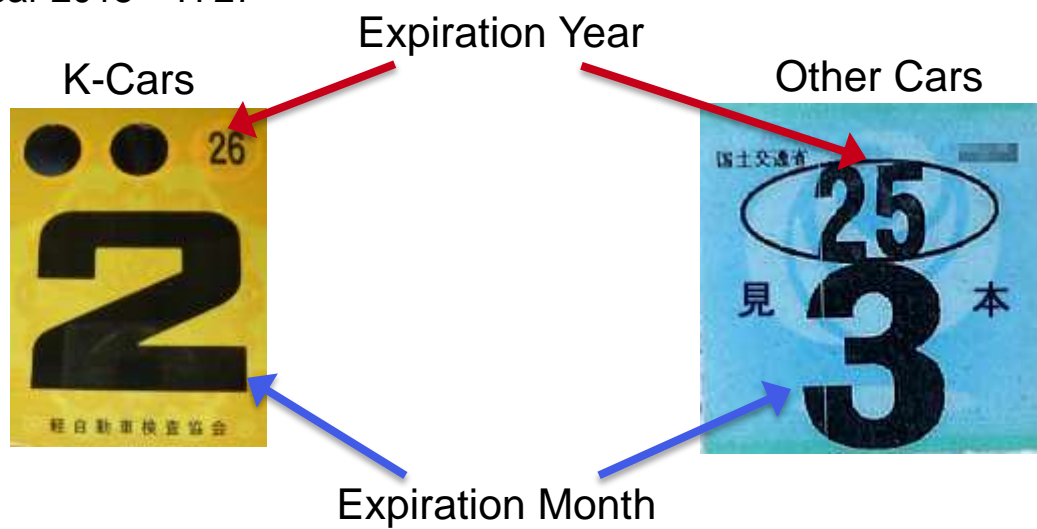 Expiration Year
K-Cars
Other Cars
26
2
軽自動車検査協会
国土交通省
25
3
見 本
Expiration Month